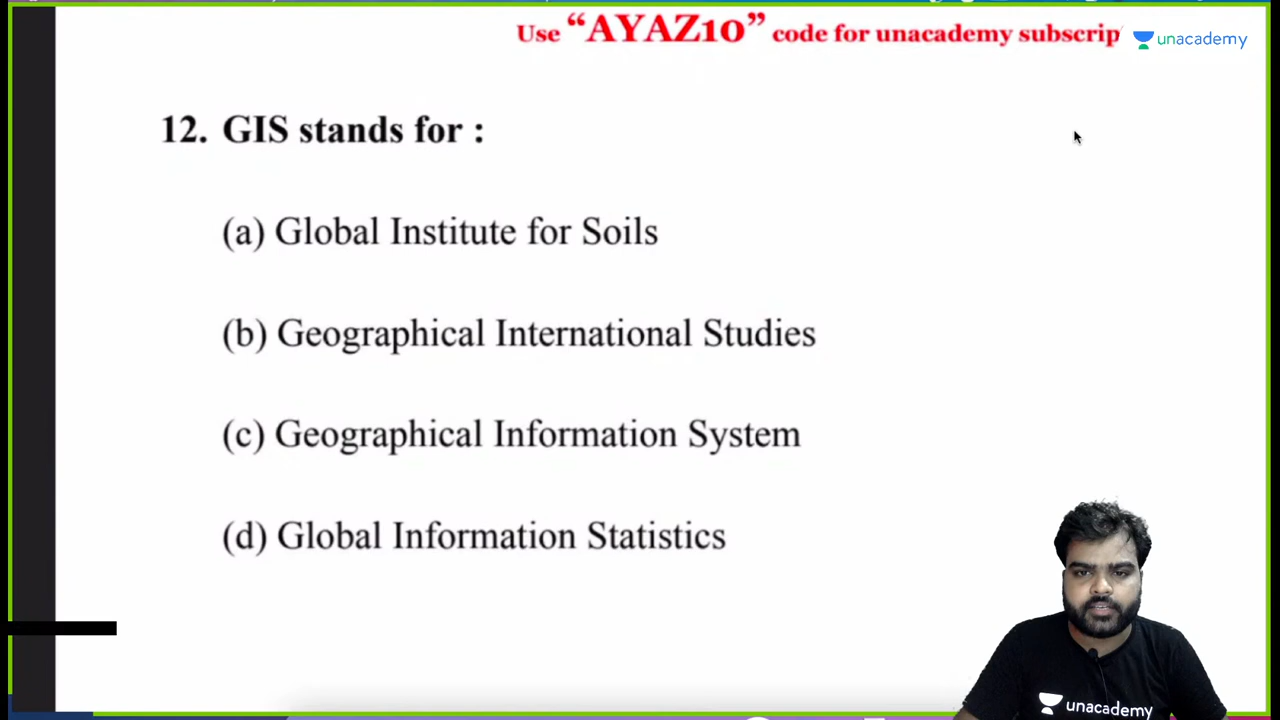 Use “AYAZ10” code for unacademy subscrip
unacademy
12. GIS stands for :
(a) Global Institute for Soils
(b) Geographical International Studies
(c) Geographical Information System
(d) Global Information Statistics
unacademy